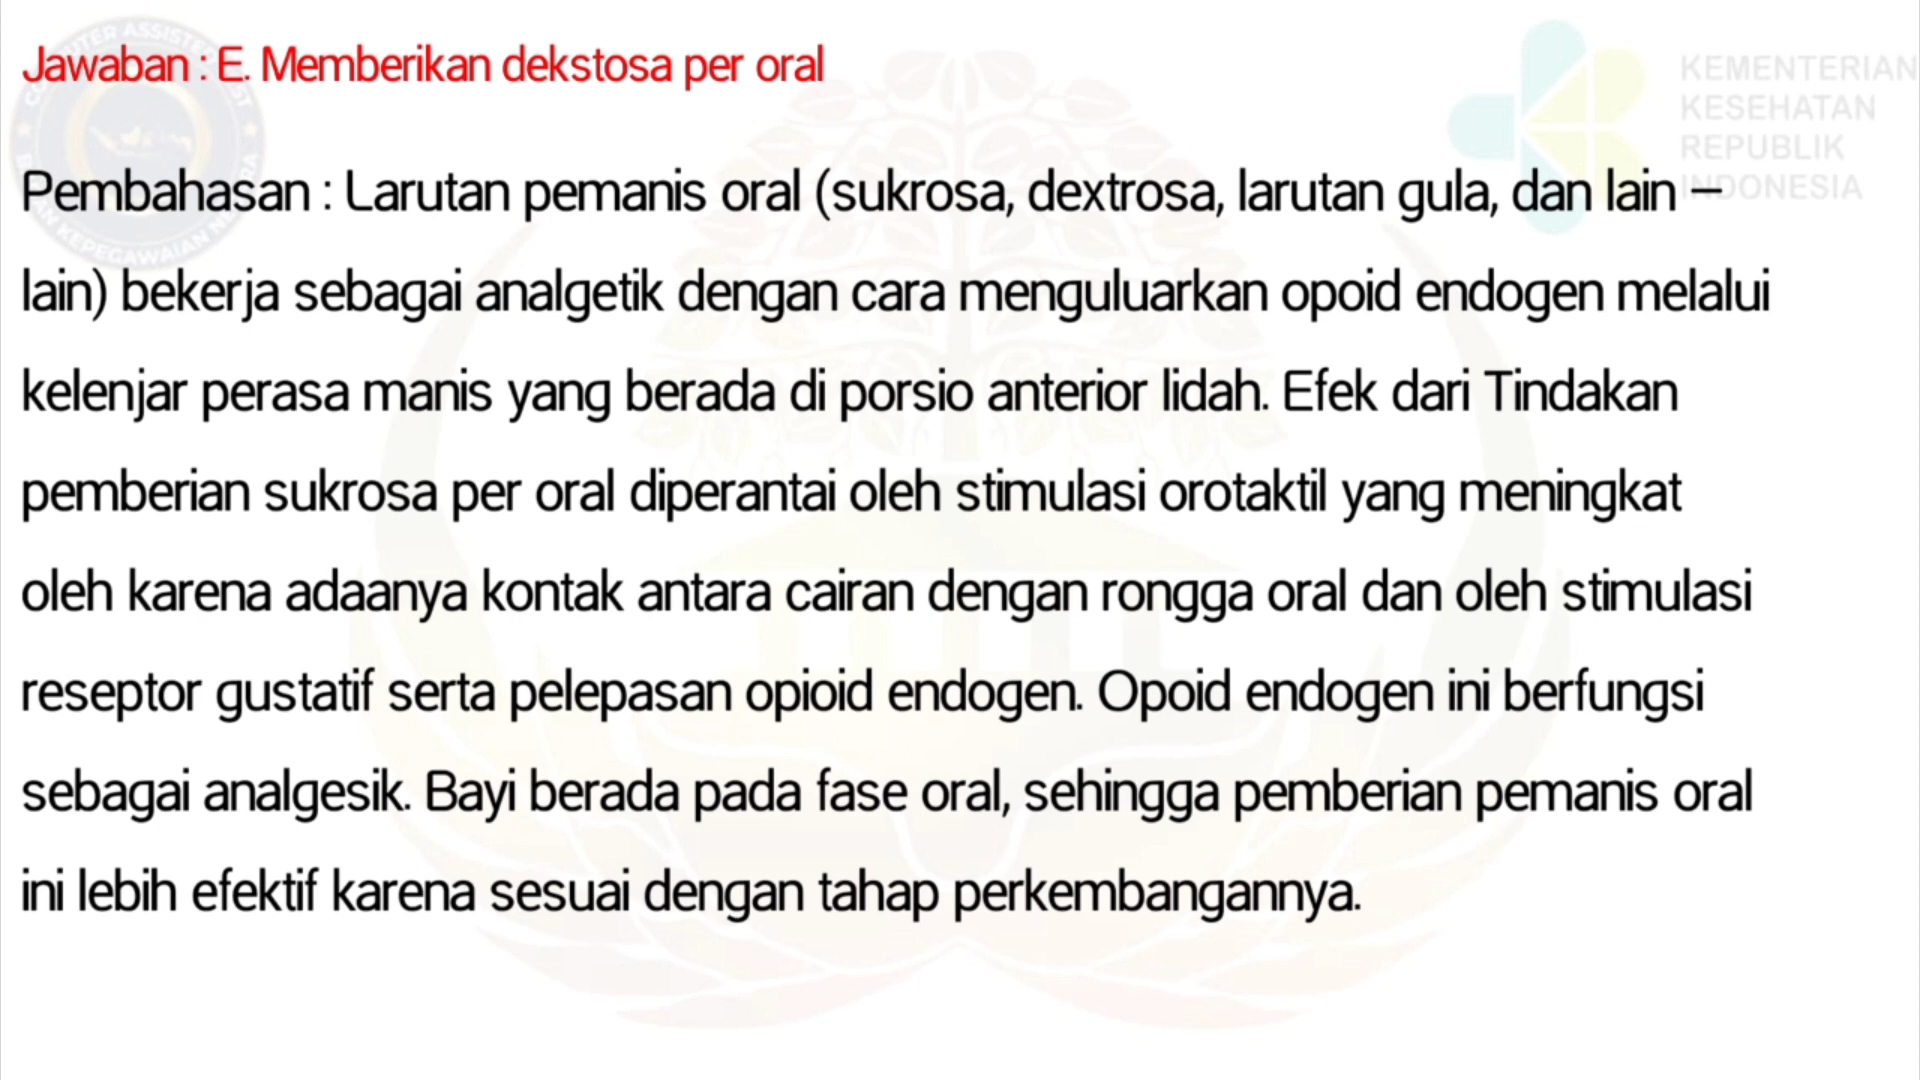 Jawaban : E. Memberikan dekstosa per oral
KEMENTERIAN
KESEHATAN
REPUBLIK
INDONESIA
Pembahasan : Larutan pemanis oral (sukrosa, dextrosa, larutan gula, dan lain –
lain) bekerja sebagai analgetik dengan cara menguluarkan opoid endogen melalui
kelenjar perasa manis yang berada di porsio anterior lidah. Efek dari Tindakan
pemberian sukrosa per oral diperantai oleh stimulasi orotaktil yang meningkat
oleh karena adaanya kontak antara cairan dengan rongga oral dan oleh stimulasi
reseptor gustatif serta pelepasan opioid endogen. Opoid endogen ini berfungsi
sebagai analgesik. Bayi berada pada fase oral, sehingga pemberian pemanis oral
ini lebih efektif karena sesuai dengan tahap perkembangannya.